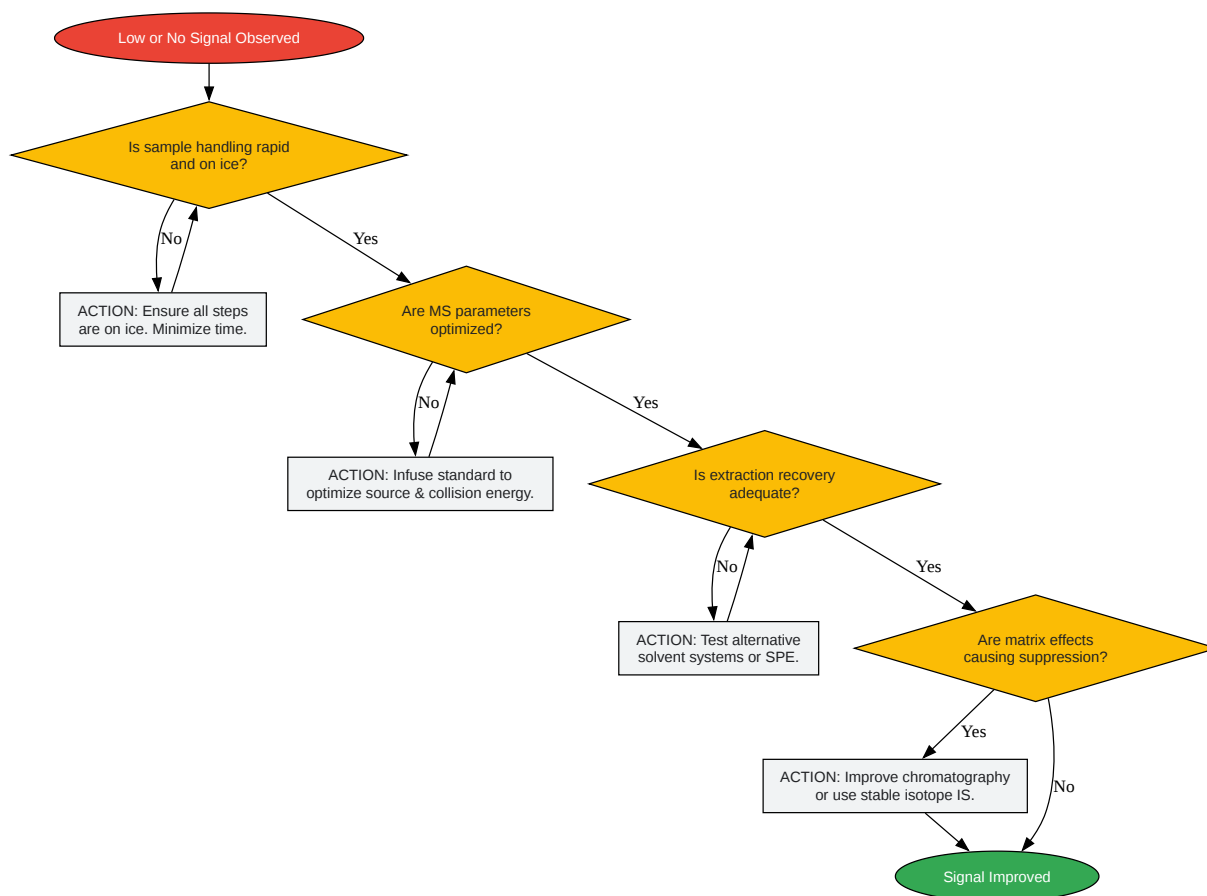 Low or No Signal Observed
Is sample handling rapid
and on ice?
No
Yes
ACTION: Ensure all steps
are on ice. Minimize time.
Are MS parameters
optimized?
No
Yes
ACTION: Infuse standard to
optimize source & collision energy.
Is extraction recovery
adequate?
No
Yes
ACTION: Test alternative
solvent systems or SPE.
Are matrix effects
causing suppression?
Yes
No
ACTION: Improve chromatography
or use stable isotope IS.
Signal Improved